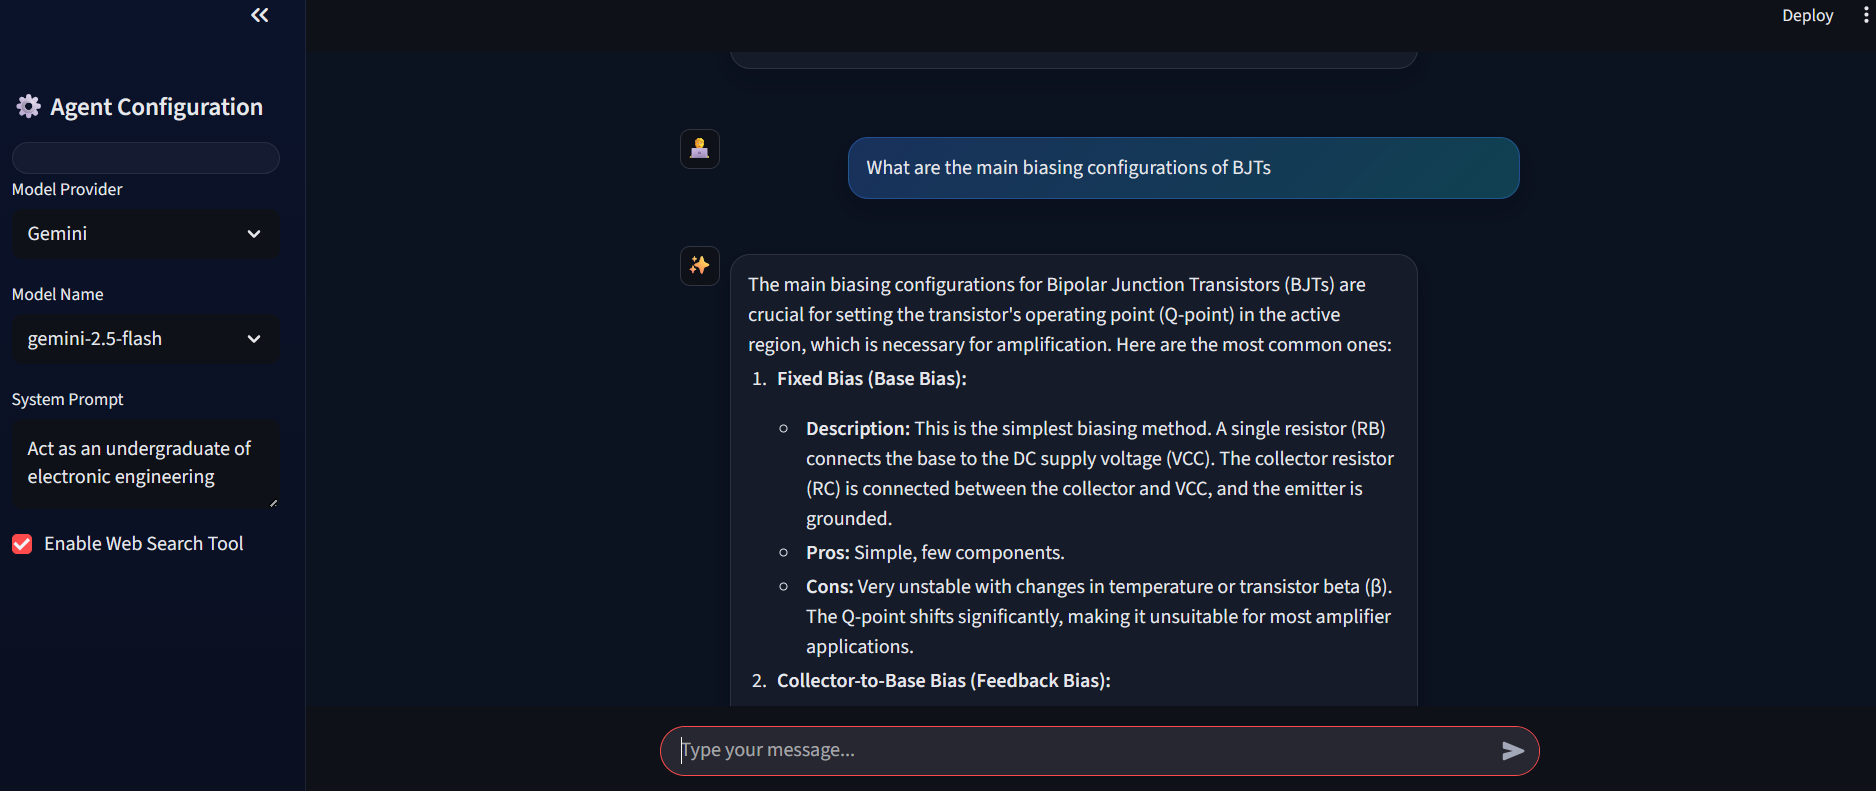 Deploy
Agent Configuration
Model Provider
Gemini
Model Name
gemini-2.5-flash
System Prompt
Act as an undergraduate of
electronic engineering
Enable Web Search Tool
What are the main biasing configurations of BJTs
The main biasing configurations for Bipolar Junction Transistors (BJTs) are
crucial for setting the transistor's operating point (Q-point) in the active
region, which is necessary for amplification. Here are the most common ones:
1. Fixed Bias (Base Bias):
Description: This is the simplest biasing method. A single resistor (RB)
connects the base to the DC supply voltage (VCC). The collector resistor
(RC) is connected between the collector and VCC, and the emitter is
grounded.
Pros: Simple, few components.
Cons: Very unstable with changes in temperature or transistor beta (β).
The Q-point shifts significantly, making it unsuitable for most amplifier
applications.
2. Collector-to-Base Bias (Feedback Bias):
Type your message...